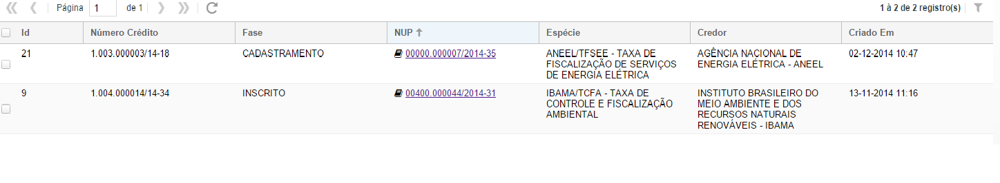 Página 1 de 1 1 à 2 de 2 registro(s)
Id Número Crédito Fase NUP Espécie Credor Criado Em
21 1.003.000003/14-18 CADASTRAMENTO 00000.000007/2014-35 ANEEL/TFSEE - TAXA DE AGÊNCIA NACIONAL DE 02-12-2014 10:47
FISCALIZAÇÃO DE SERVIÇOS ENERGIA ELÉTRICA - ANEEL
DE ENERGIA ELÉTRICA
9 1.004.000014/14-34 INSCRITO 00400.000044/2014-31 IBAMA/TCFA - TAXA DE INSTITUTO BRASILEIRO DO 13-11-2014 11:16
CONTROLE E FISCALIZAÇÃO MEIO AMBIENTE E DOS
AMBIENTAL RECURSOS NATURAIS
RENOVÁVEIS - IBAMA